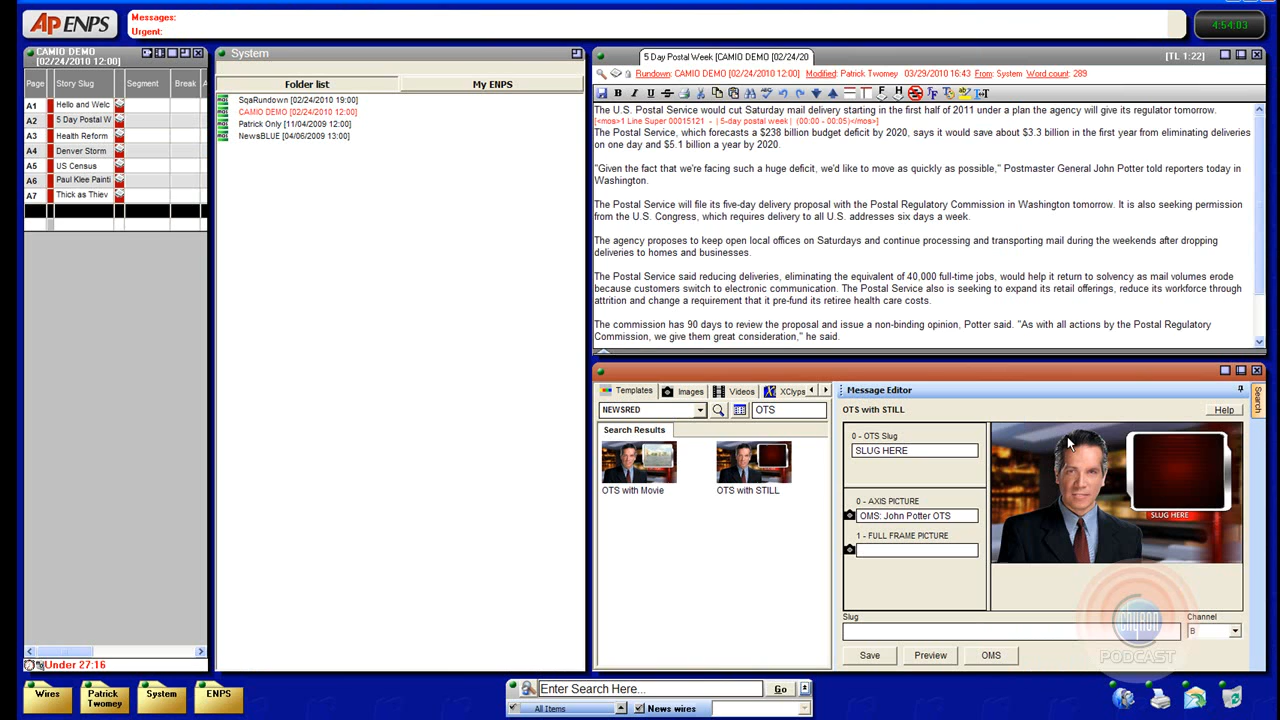 AP ENPS
Messages:
Urgent:
4:54:03
CAMIO DEMO
[02/24/2010 12:00]
Page Story Slug Segment Break A
A1 Hello and Welc
A2 5 Day Postal W
A3 Health Reform
A4 Denver Storm
A5 US Census
A6 Paul Klee Painti
A7 Thick as Thiev
Under 27:16
System
Folder list My ENPS
SqaRundown [02/24/2010 19:00]
CAMIO DEMO [02/24/2010 12:00]
Patrick Only [11/04/2009 12:00]
NewsBLUE [04/06/2009 13:00]
5 Day Postal Week [CAMIO DEMO [02/24/20
[TL 1:22]
Rundown: CAMIO DEMO [02/24/2010 12:00] Modified: Patrick Twomey 03/29/2010 16:43 From: System Word count: 289
The U.S. Postal Service would cut Saturday mail delivery starting in the first half of 2011 under a plan the agency will give its regulator tomorrow.
[<mos>1 Line Super 00015121 - | 5-day postal week | (00:00 - 00:05)</mos>]
The Postal Service, which forecasts a $238 billion budget deficit by 2020, says it would save about $3.3 billion in the first year from eliminating deliveries
on one day and $5.1 billion a year by 2020.
"Given the fact that we're facing such a huge deficit, we'd like to move as quickly as possible," Postmaster General John Potter told reporters today in
Washington.
The Postal Service will file its five-day delivery proposal with the Postal Regulatory Commission in Washington tomorrow. It is also seeking permission
from the U.S. Congress, which requires delivery to all U.S. addresses six days a week.
The agency proposes to keep open local offices on Saturdays and continue processing and transporting mail during the weekends after dropping
deliveries to homes and businesses.
The Postal Service said reducing deliveries, eliminating the equivalent of 40,000 full-time jobs, would help it return to solvency as mail volumes erode
because customers switch to electronic communication. The Postal Service also is seeking to expand its retail offerings, reduce its workforce through
attrition and change a requirement that it pre-fund its retiree health care costs.
The commission has 90 days to review the proposal and issue a non-binding opinion, Potter said. "As with all actions by the Postal Regulatory
Commission, we give them great consideration," he said.
Templates Images Videos XClyps
NEWSRED OTS
Search Results
OTS with Movie OTS with STILL
Message Editor
Search
OTS with STILL
Help
0 - OTS Slug
SLUG HERE
0 - AXIS PICTURE
OMS: John Potter OTS
1 - FULL FRAME PICTURE
SLUG HERE
Slug Channel
B
Save Preview OMS
CHYRON
PODCAST
Wires
Patrick
Twomey
System
ENPS
Enter Search Here...
Go
All Items
News wires